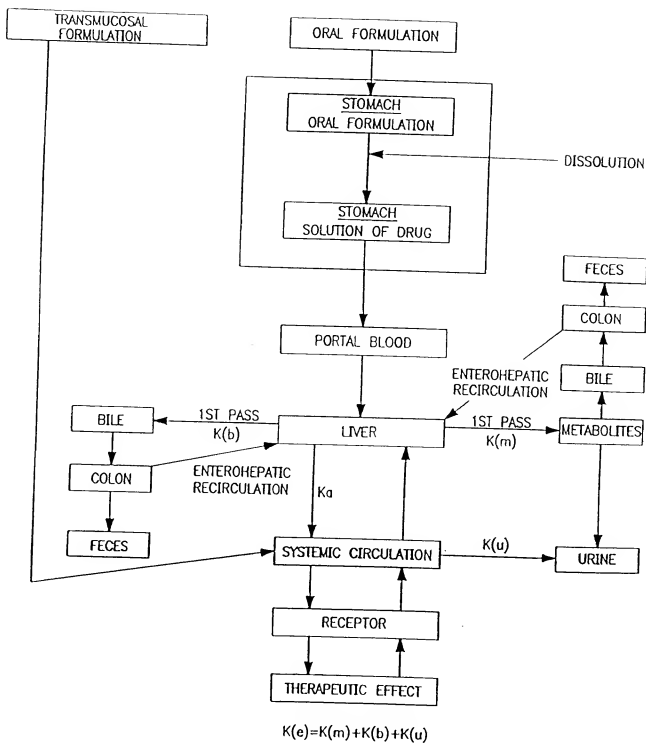 TRANSMUCOSAL
FORMULATION
ORAL FORMULATION
STOMACH
ORAL FORMULATION
DISSOLUTION
STOMACH
SOLUTION OF DRUG
FECES
COLON
PORTAL BLOOD
ENTEROHEPATIC
RECIRCULATION
BILE
BILE
1ST PASS
K(b)
LIVER
1ST PASS
K(m)
METABOLITES
COLON
ENTEROHEPATIC
RECIRCULATION
Ka
FECES
SYSTEMIC CIRCULATION
K(u)
URINE
RECEPTOR
THERAPEUTIC EFFECT
K(e)=K(m)+K(b)+K(u)